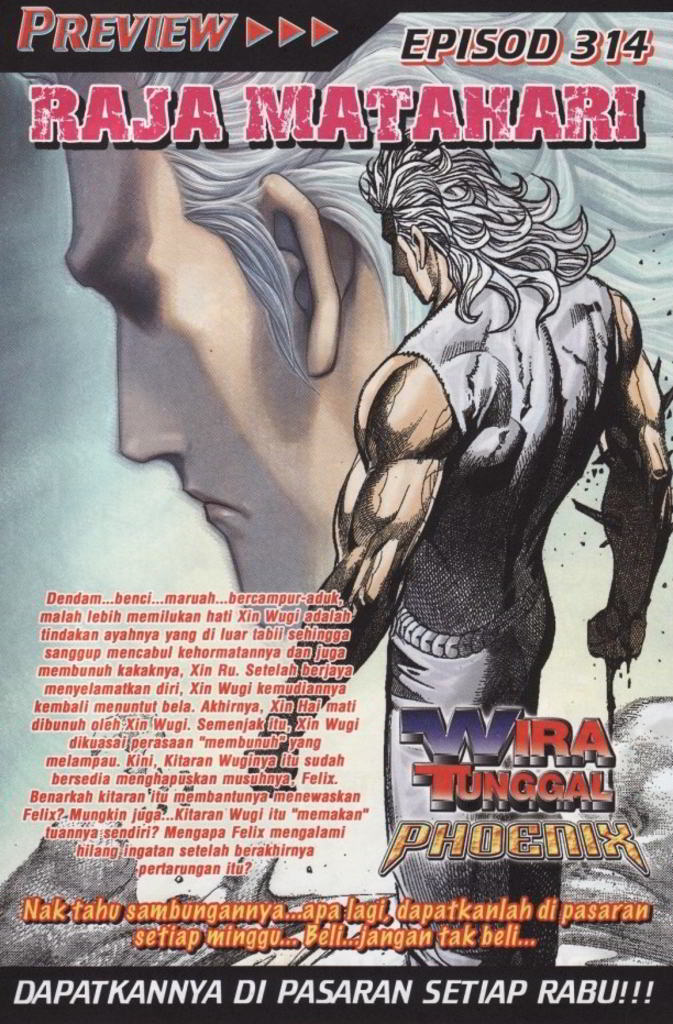 PREVIEW
EPISOD 314
RAJA MATAHARI
Dendam...benci...maruah...bercampur-aduk,
malah lebih memilukan hati Xin Wugi adalah
tindakan ayahnya yang di luar tabii sehingga
sanggup mencabul kehormatannya dan juga
membunuh kakaknya, Xin Ru. Setelah berjaya
menyelamatkan diri, Xin Wugi kemudiannya
kembali menuntut bela. Akhirnya, Xin Hai mati
dibunuh oleh Xin Wugi. Semenjak itu, Xin Wugi
dikuasai perasaan "membunuh" yang
melampau. Kini, Kitaran Wuginya itu sudah
bersedia menghapuskan musuhnya, Felix.
Benarkah kitaran itu membantunya menewaskan
Felix? Mungkin juga...Kitaran Wugi itu "memakan"
tuannya sendiri? Mengapa Felix mengalami
hilang ingatan setelah berakhirnya
pertarungan itu?
WIRA
TUNGGAL
PHOENIX
Nak tahu sambungannya...apa lagi, dapatkanlah di pasaran
setiap minggu... Beli...jangan tak beli...
DAPATKANNYA DI PASARAN SETIAP RABU!!!